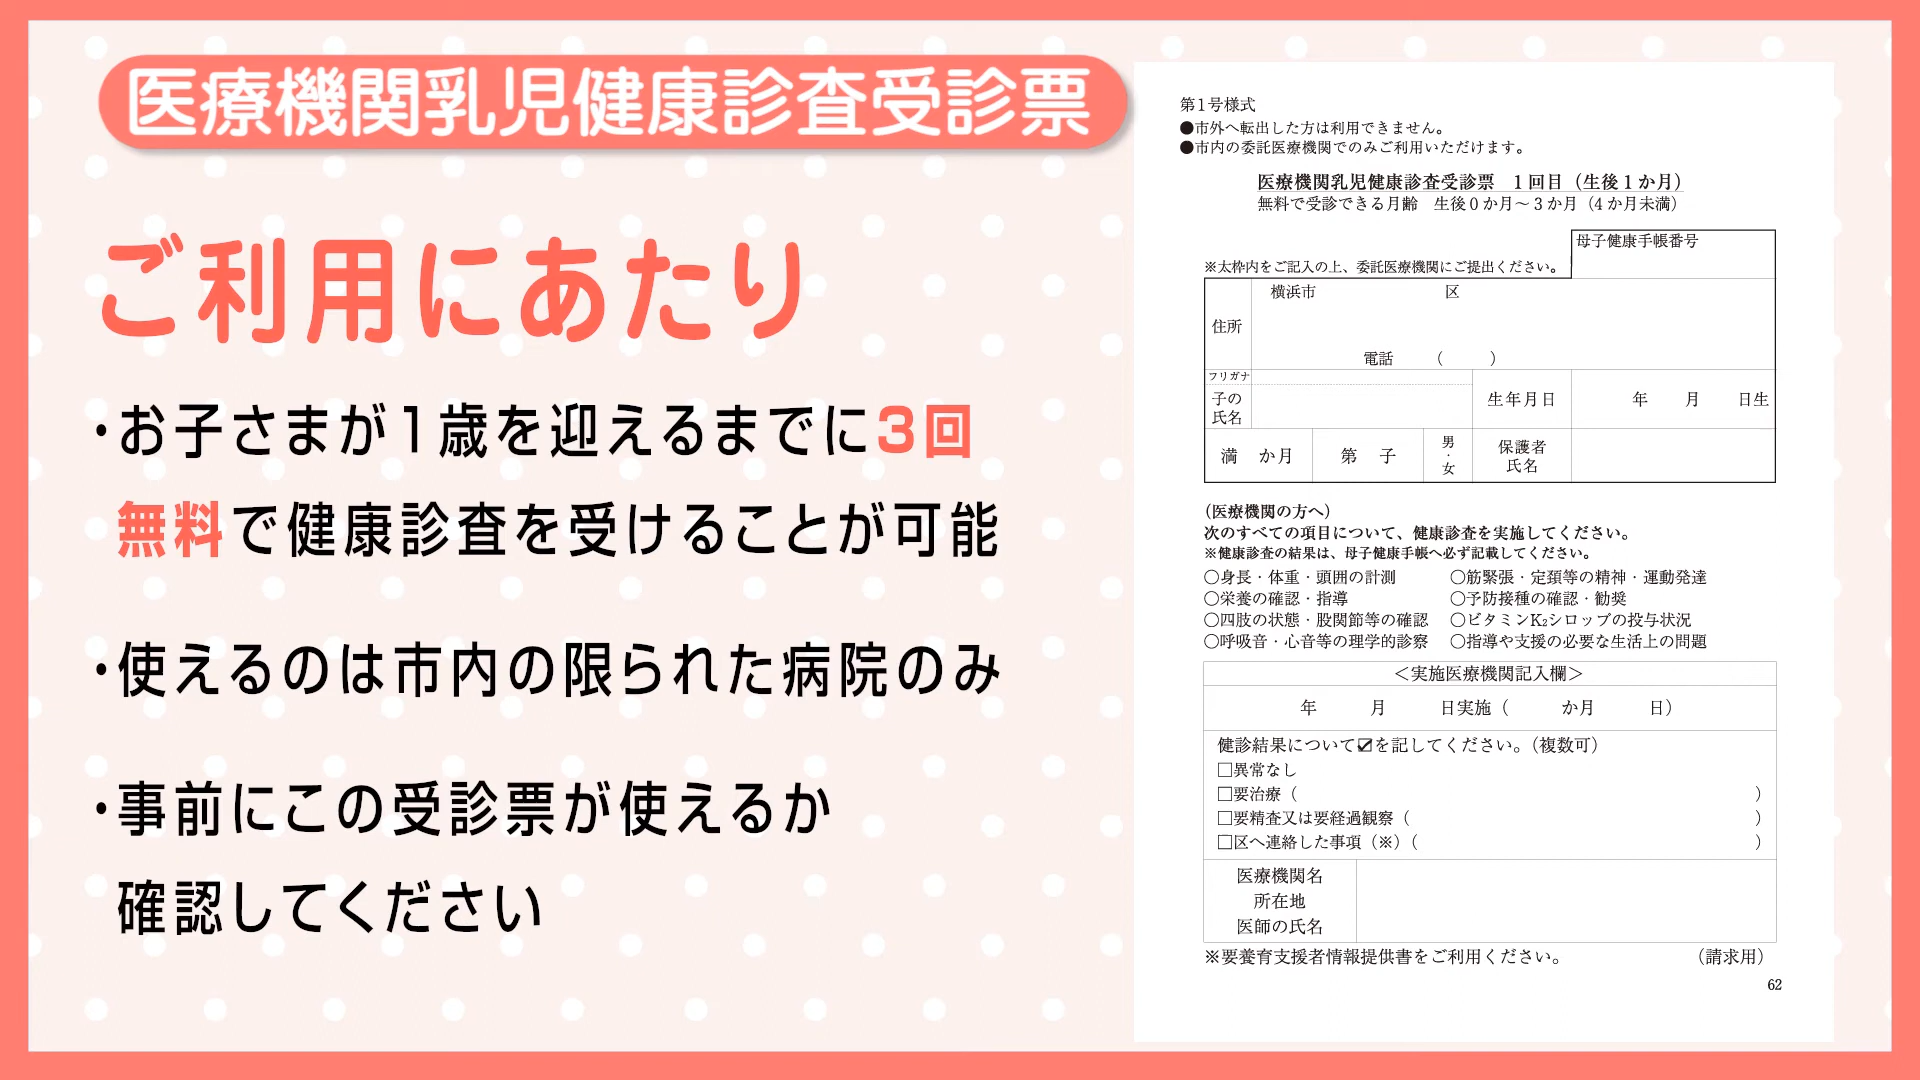 医療機関乳児健康診査受診票
ご利用にあたり
・お子さまが1歳を迎えるまでに3回
無料で健康診査を受けることが可能
・使えるのは市内の限られた病院のみ
・事前にこの受診票が使えるか
確認してください
第1号様式
●市外へ転出した方は利用できません。
●市内の委託医療機関でのみご利用いただけます。
医療機関乳児健康診査受診票　1回目（生後1か月）
無料で受診できる月齢　生後0か月～3か月（4か月未満）
母子健康手帳番号
※太枠内をご記入の上、委託医療機関にご提出ください。
住所　横浜市　区
電話　（　）
フリガナ
子の氏名　生年月日　年　月　日生
満　か月　第　子　男・女　保護者氏名
（医療機関の方へ）
次のすべての項目について、健康診査を実施してください。
※健康診査の結果は、母子健康手帳へ必ず記載してください。
○身長・体重・頭囲の計測　○筋緊張・定頚等の精神・運動発達
○栄養の確認・指導　○予防接種の確認・勧奨
○四肢の状態・股関節等の確認　○ビタミンK₂シロップの投与状況
○呼吸音・心音等の理学的診察　○指導や支援の必要な生活上の問題
＜実施医療機関記入欄＞
年　月　日実施（　か月　日）
健診結果について☑を記してください。（複数可）
□異常なし
□要治療（　）
□要精査又は要経過観察（　）
□区へ連絡した事項（※）（　）
医療機関名
所在地
医師の氏名
※要養育支援者情報提供書をご利用ください。　（請求用）
62